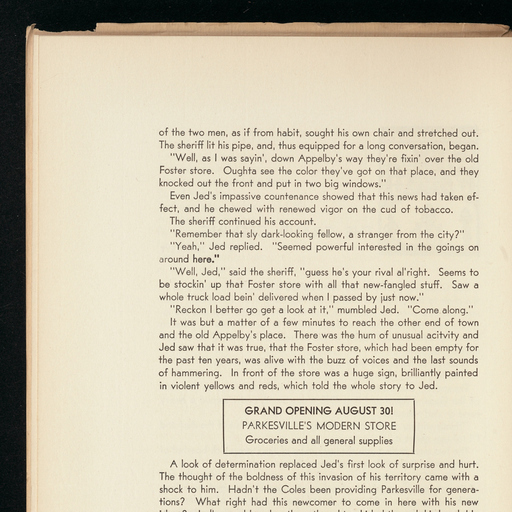 of the two men, as if from habit, sought his own chair and stretched out.
The sheriff lit his pipe, and, thus equipped for a long conversation, began.
"Well, as I was sayin', down Appelby's way they're fixin' over the old
Foster store. Oughta see the color they've got on that place, and they
knocked out the front and put in two big windows."
Even Jed's impassive countenance showed that this news had taken ef-
fect, and he chewed with renewed vigor on the cud of tobacco.
The sheriff continued his account.
"Remember that sly dark-looking fellow, a stranger from the city?"
"Yeah," Jed replied. "Seemed powerful interested in the goings on
around here."
"Well, Jed," said the sheriff, "guess he's your rival al'right. Seems to
be stockin' up that Foster store with all that new-fangled stuff. Saw a
whole truck load bein' delivered when I passed by just now."
"Reckon I better go get a look at it," mumbled Jed. "Come along."
It was but a matter of a few minutes to reach the other end of town
and the old Appelby's place. There was the hum of unusual acitvity and
Jed saw that it was true, that the Foster store, which had been empty for
the past ten years, was alive with the buzz of voices and the last sounds
of hammering. In front of the store was a huge sign, brilliantly painted
in violent yellows and reds, which told the whole story to Jed.
GRAND OPENING AUGUST 30!
PARKESVILLE'S MODERN STORE
Groceries and all general supplies
A look of determination replaced Jed's first look of surprise and hurt.
The thought of the boldness of this invasion of his territory came with a
shock to him. Hadn't the Coles been providing Parkesville for genera-
tions? What right had this newcomer to come in here with his new